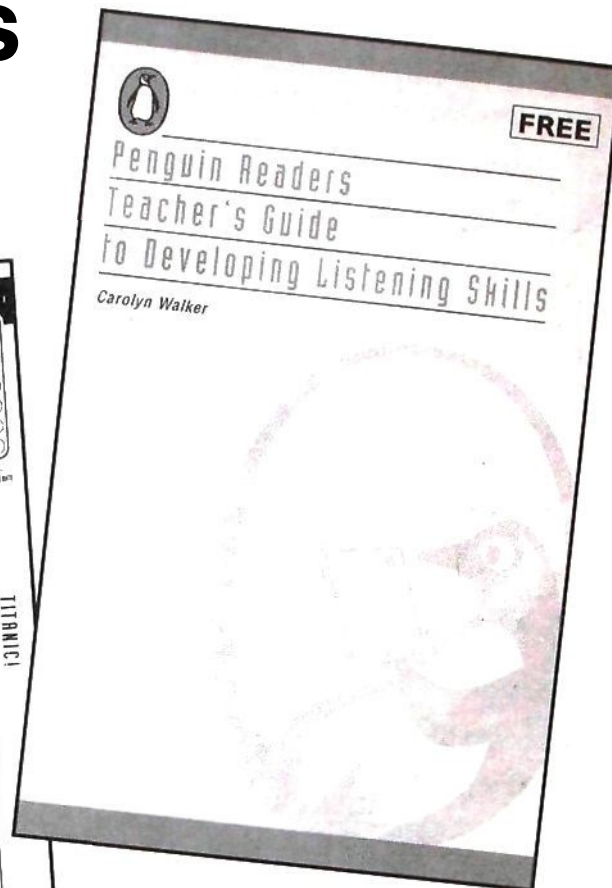 s
FREE
Penguin Readers
Teacher's Guide
to Developing Listening Skills
Carolyn Walker
TITANIC!